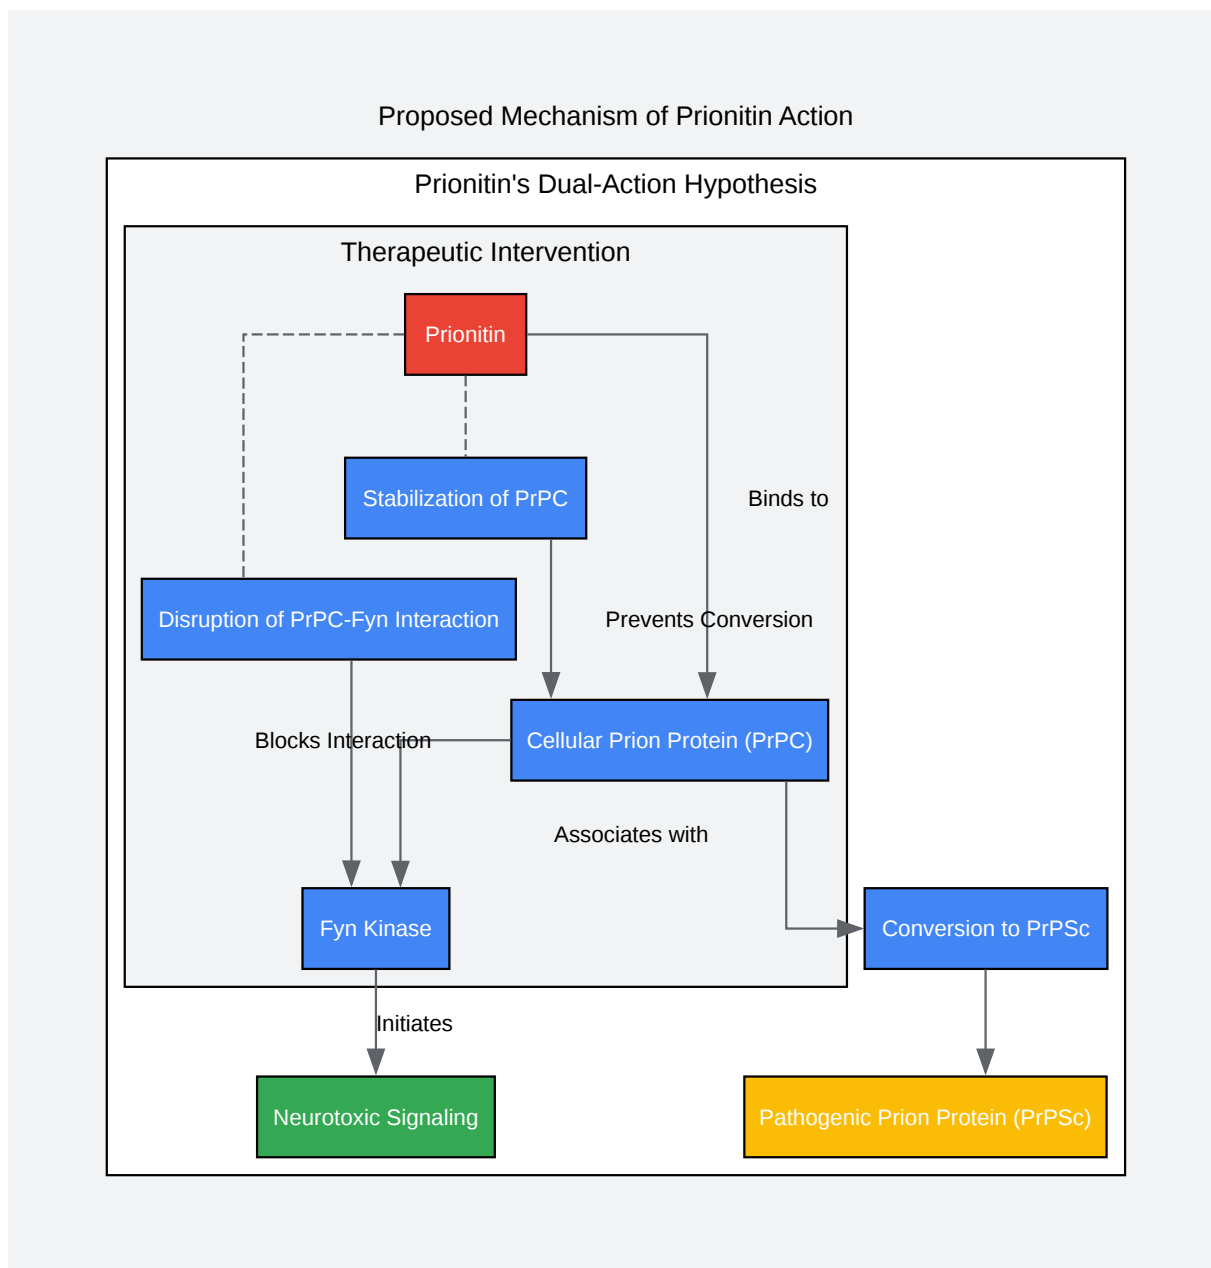 Proposed Mechanism of Prionitin Action
Prionitin's Dual-Action Hypothesis
Therapeutic Intervention
Prionitin
Stabilization of PrPC
Binds to
Disruption of PrPC-Fyn Interaction
Prevents Conversion
Blocks Interaction
Cellular Prion Protein (PrPC)
Associates with
Fyn Kinase
Conversion to PrPSc
Initiates
Neurotoxic Signaling
Pathogenic Prion Protein (PrPSc)